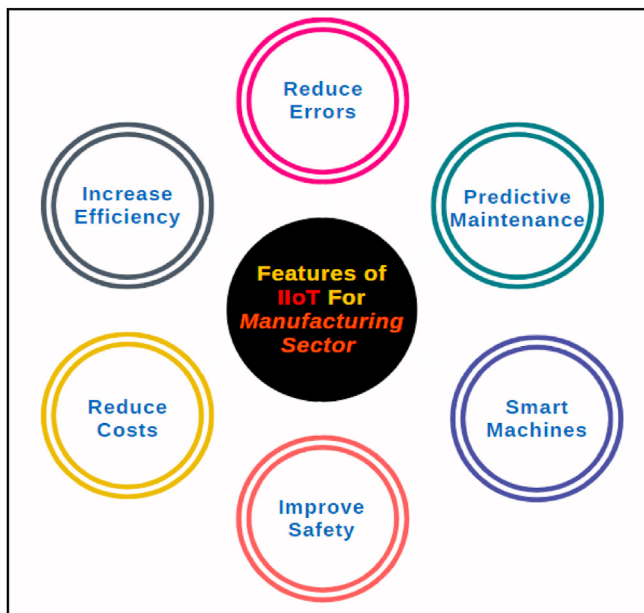 Reduce
Errors
Increase
Efficiency
Predictive
Maintenance
Features of
IIoT For
Manufacturing
Sector
Reduce
Costs
Smart
Machines
Improve
Safety